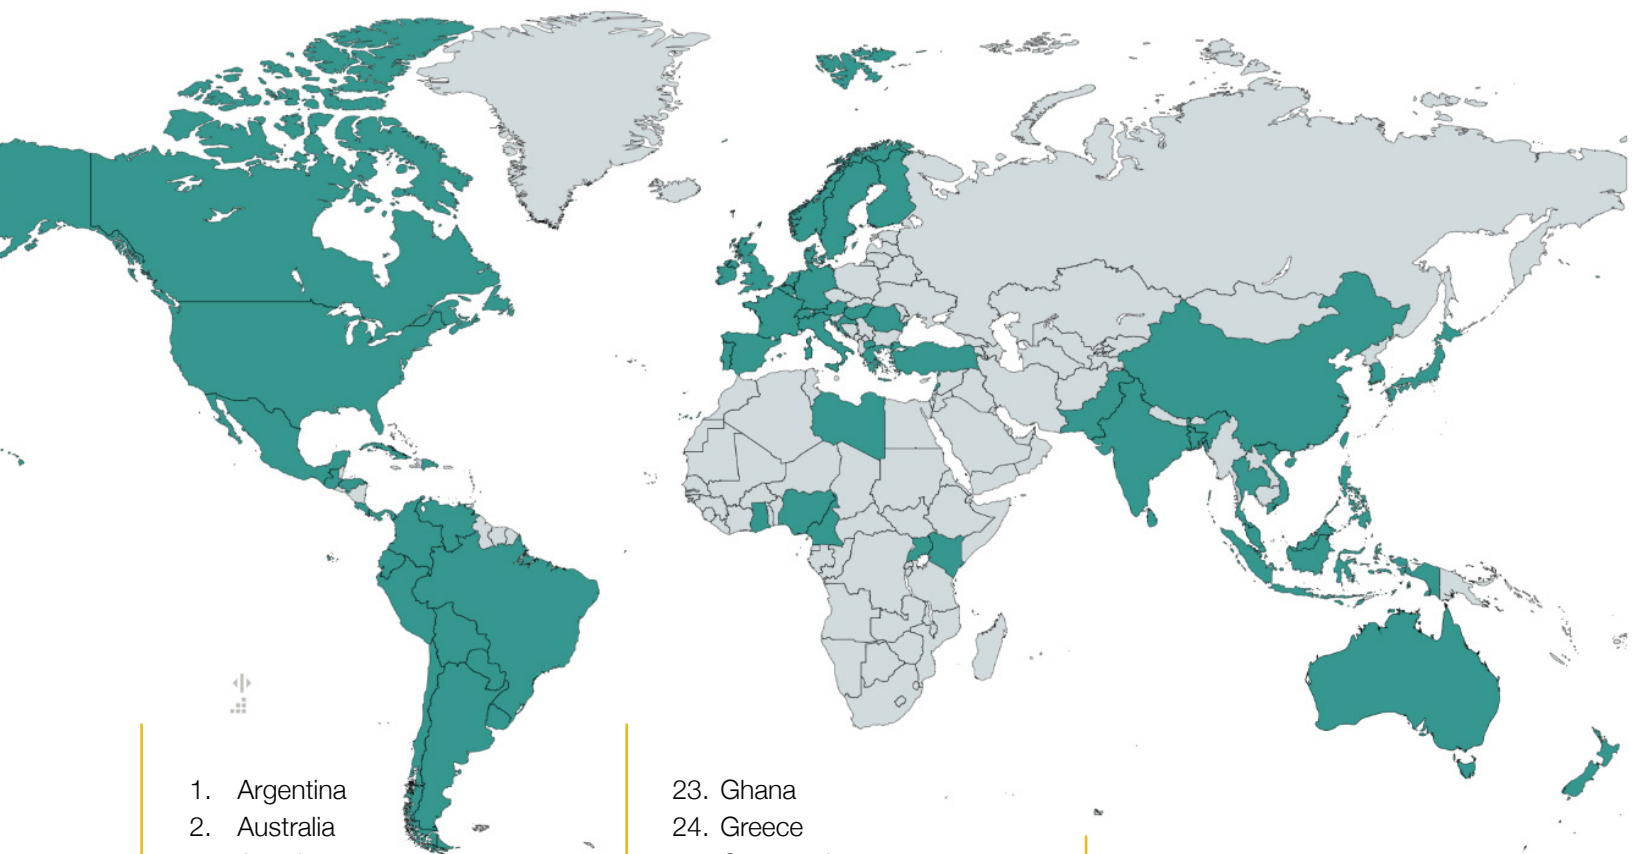 1. Argentina
2. Australia
23. Ghana
24. Greece